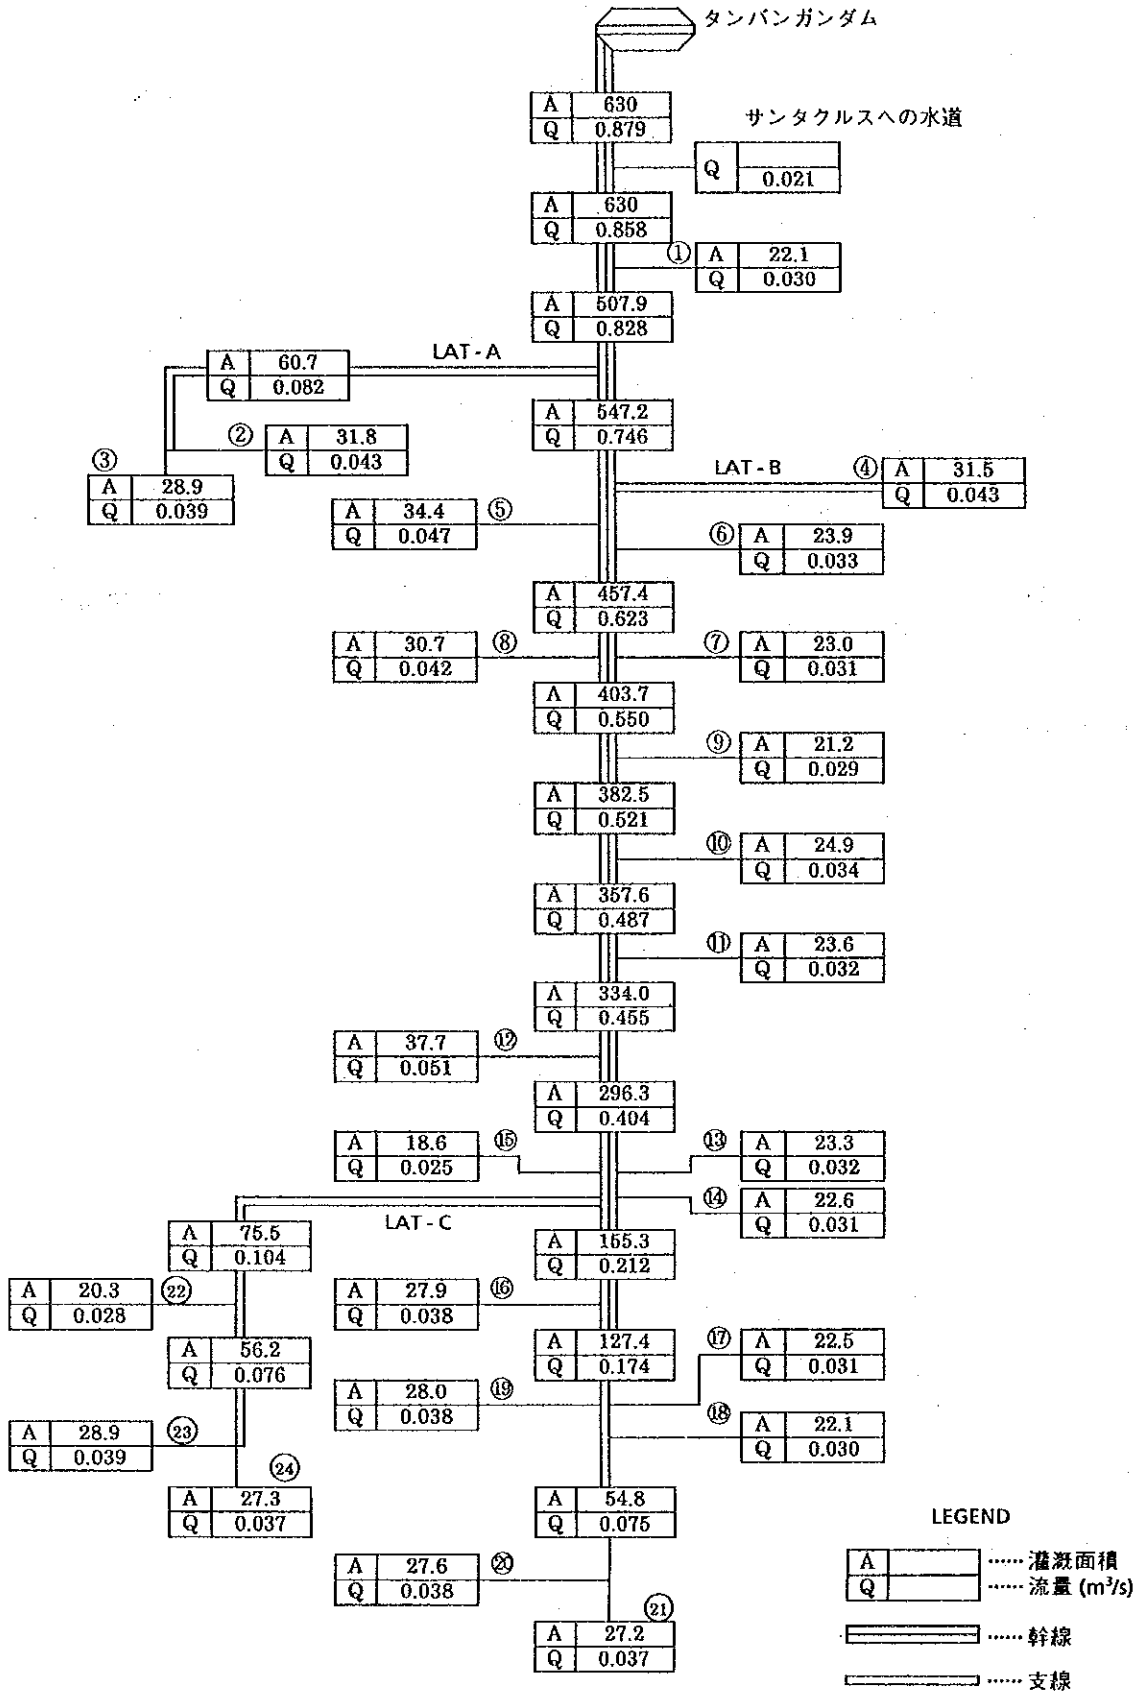 タンバンガンダム
A 630
Q 0.879
サンタクルスへの水道
Q 0.021
A 630
Q 0.858
① A 22.1
Q 0.030
A 507.9
Q 0.828
LAT-A
A 60.7
Q 0.082
A 547.2
Q 0.746
② A 31.8
Q 0.043
③
A 28.9
Q 0.039
LAT-B
④ A 31.5
Q 0.043
A 34.4 ⑤
Q 0.047
⑥ A 23.9
Q 0.033
A 457.4
Q 0.623
A 30.7 ⑧
Q 0.042
⑦ A 23.0
Q 0.031
A 403.7
Q 0.550
⑨ A 21.2
Q 0.029
A 382.5
Q 0.521
⑩ A 24.9
Q 0.034
A 357.6
Q 0.487
⑪ A 23.6
Q 0.032
A 334.0
Q 0.455
A 37.7 ⑫
Q 0.051
A 296.3
Q 0.404
A 18.6 ⑮
Q 0.025
⑬ A 23.3
Q 0.032
⑭ A 22.6
Q 0.031
LAT-C
A 75.5
Q 0.104
A 155.3
Q 0.212
A 20.3 ㉒
Q 0.028
A 27.9 ⑯
Q 0.038
A 56.2
Q 0.076
A 127.4
Q 0.174
⑰ A 22.5
Q 0.031
A 28.0 ⑲
Q 0.038
⑱ A 22.1
Q 0.030
A 28.9 ㉓
Q 0.039
㉔
A 27.3
Q 0.037
A 54.8
Q 0.075
A 27.6 ⑳
Q 0.038
㉑
A 27.2
Q 0.037
LEGEND
A ······ 灌漑面積
Q ······ 流量 (m³/s)
······ 幹線
······ 支線